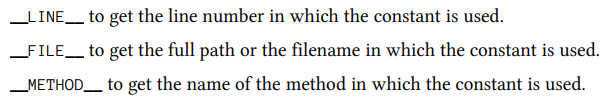 __LINE__ to get the line number in which the constant is used.
__FILE__ to get the full path or the filename in which the constant is used.
__METHOD__ to get the name of the method in which the constant is used.